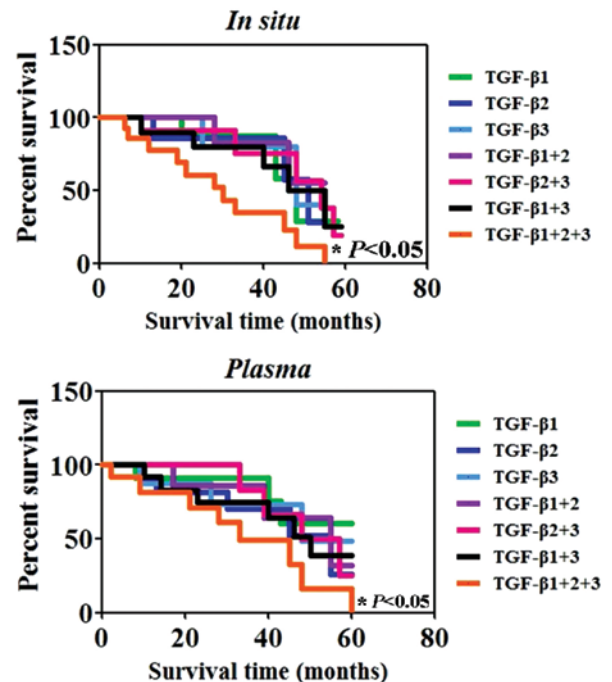 In situ
Percent survival
150
100
50
0
0 20 40 60 80
Survival time (months)
* P<0.05
TGF-β1
TGF-β2
TGF-β3
TGF-β1+2
TGF-β2+3
TGF-β1+3
TGF-β1+2+3
Plasma
Percent survival
150
100
50
0
0 20 40 60 80
Survival time (months)
* P<0.05
TGF-β1
TGF-β2
TGF-β3
TGF-β1+2
TGF-β2+3
TGF-β1+3
TGF-β1+2+3